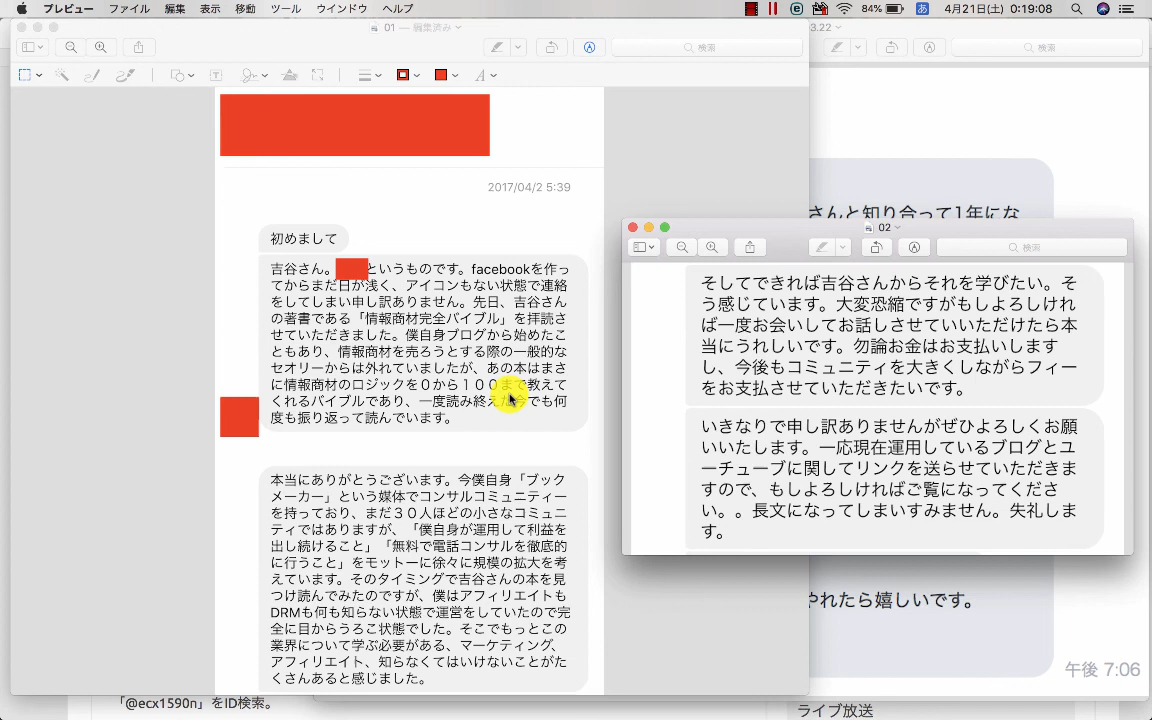 プレビュー ファイル 編集 表示 移動 ツール ウインドウ ヘルプ
84% あ 4月21日(土) 0:19:08
01 — 編集済み
3.22
検索
検索
2017/04/2 5:39
初めまして
吉谷さん。
というものです。facebookを作っ
てからまだ日が浅く、アイコンもない状態で連絡
をしてしまい申し訳ありません。先日、吉谷さん
の著書である「情報商材完全バイブル」を拝読さ
せていただきました。僕自身ブログから始めたこ
ともあり、情報商材を売ろうとする際の一般的な
セオリーからは外れていましたが、あの本はまさ
に情報商材のロジックを0から100まで教えて
くれるバイブルであり、一度読み終えた今でも何
度も振り返って読んでいます。
本当にありがとうございます。今僕自身「ブック
メーカー」という媒体でコンサルコミュニティー
を持っており、まだ30人ほどの小さなコミュニ
ティではありますが、「僕自身が運用して利益を
出し続けること」「無料で電話コンサルを徹底的
に行うこと」をモットーに徐々に規模の拡大を考
えています。そのタイミングで吉谷さんの本を見
つけ読んでみたのですが、僕はアフィリエイトも
DRMも何も知らない状態で運営をしていたので完
全に目からうろこ状態でした。そこでもっとこの
業界について学ぶ必要がある、マーケティング、
アフィリエイト、知らなくてはいけないことがた
くさんあると感じました。
さんと知り合って1年にな
02
検索
そしてできれば吉谷さんからそれを学びたい。そ
う感じています。大変恐縮ですがもしよろしけれ
ば一度お会いしてお話しさせていいただけたら本
当にうれしいです。勿論お金はお支払いします
し、今後もコミュニティを大きくしながらフィー
をお支払させていただきたいです。
いきなりで申し訳ありませんがぜひよろしくお願
いいたします。一応現在運用しているブログとユ
ーチューブに関してリンクを送らせていただきま
すので、もしよろしければご覧になってくださ
い。。長文になってしまいすみません。失礼しま
す。
やれたら嬉しいです。
午後 7:06
「@ecx1590n」をID検索。
ライブ放送